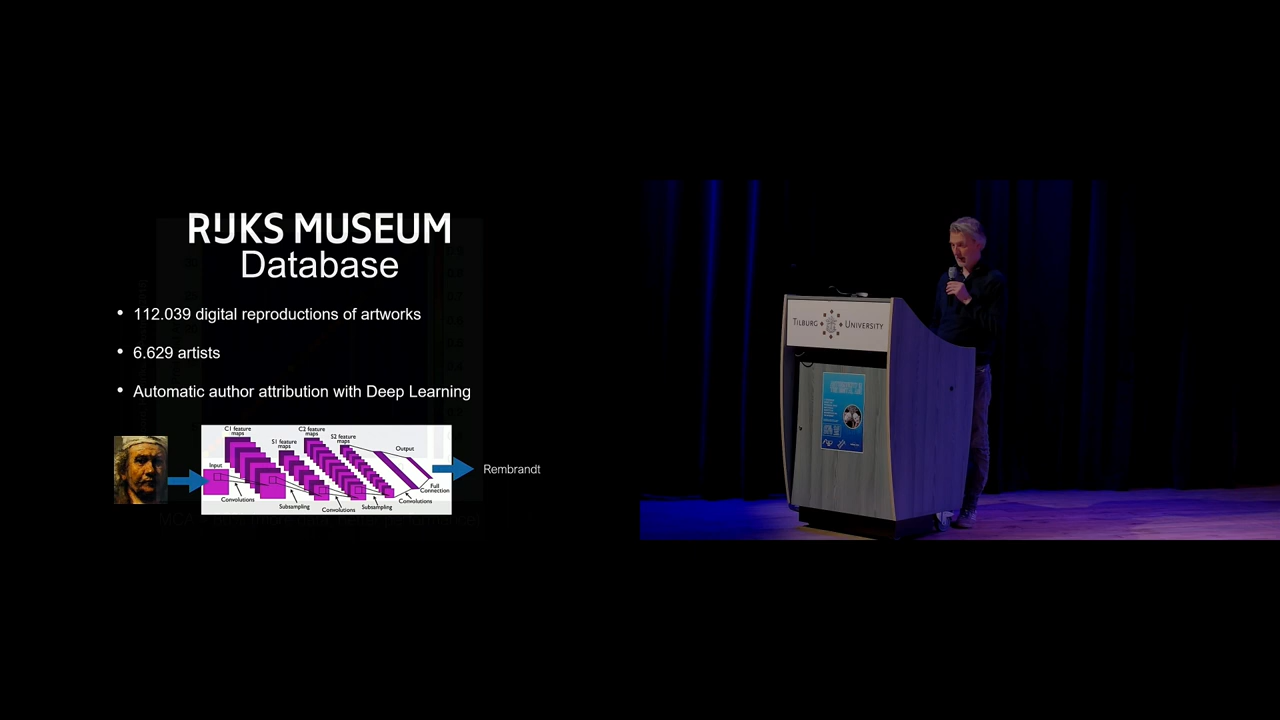 RIJKS MUSEUM
Database
• 112.039 digital reproductions of artworks
• 6.629 artists
• Automatic author attribution with Deep Learning
Input
C1 feature
maps
S1 feature
maps
C2 feature
maps
S2 feature
maps
Output
Convolutions
Subsampling
Convolutions
Subsampling
Convolutions
Full
Connection
Rembrandt
TILBURG UNIVERSITY